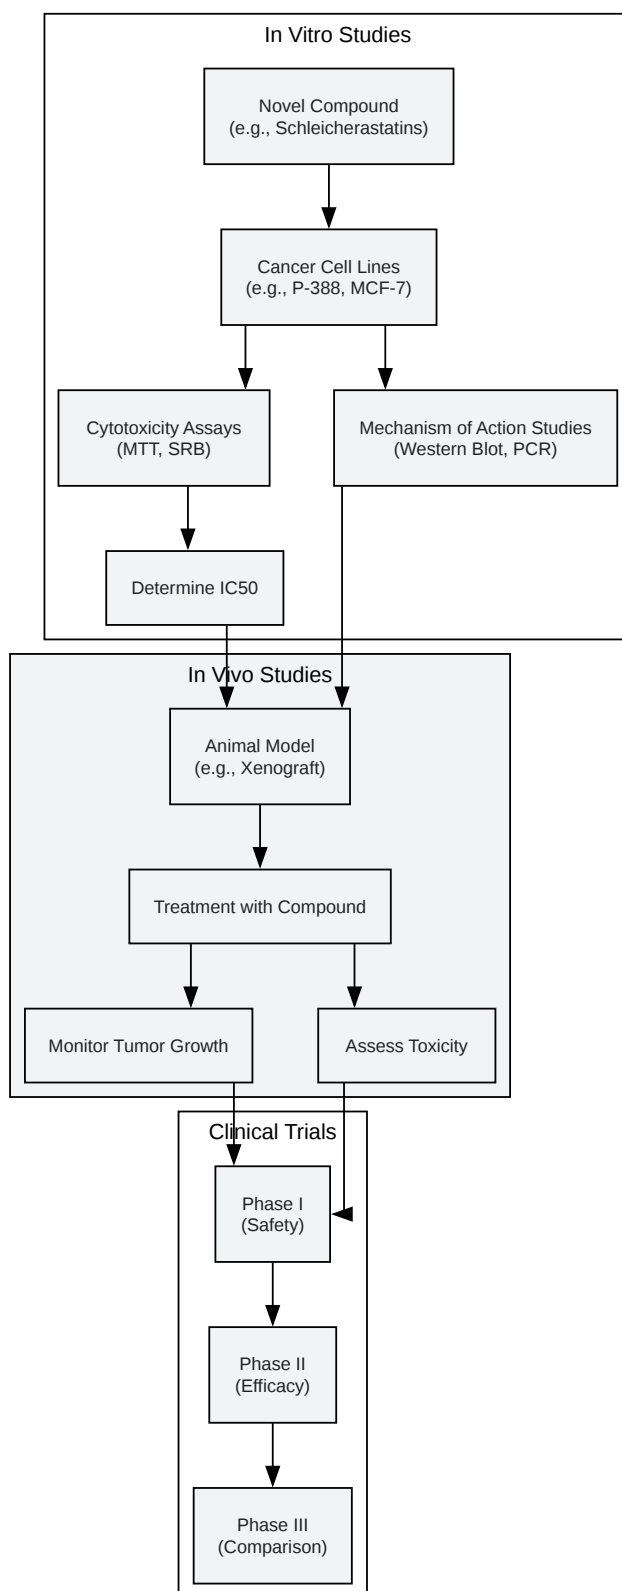 In Vitro Studies
Novel Compound
(e.g., Schleicherastatins)
Cancer Cell Lines
(e.g., P-388, MCF-7)
Cytotoxicity Assays
(MTT, SRB)
Mechanism of Action Studies
(Western Blot, PCR)
Determine IC50
In Vivo Studies
Animal Model
(e.g., Xenograft)
Treatment with Compound
Monitor Tumor Growth
Assess Toxicity
Clinical Trials
Phase I
(Safety)
Phase II
(Efficacy)
Phase III
(Comparison)